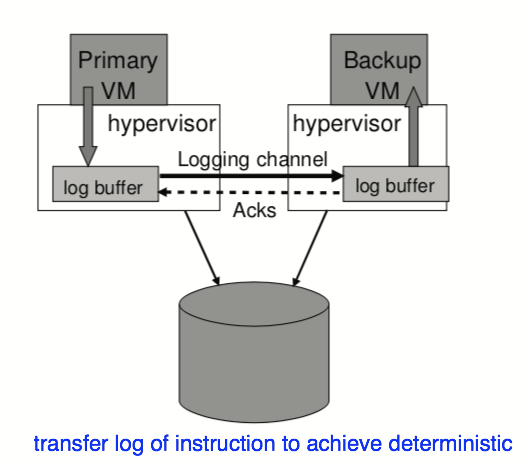 Primary
VM
Backup
VM
hypervisor
hypervisor
Logging channel
log buffer
log buffer
Acks
transfer log of instruction to achieve deterministic